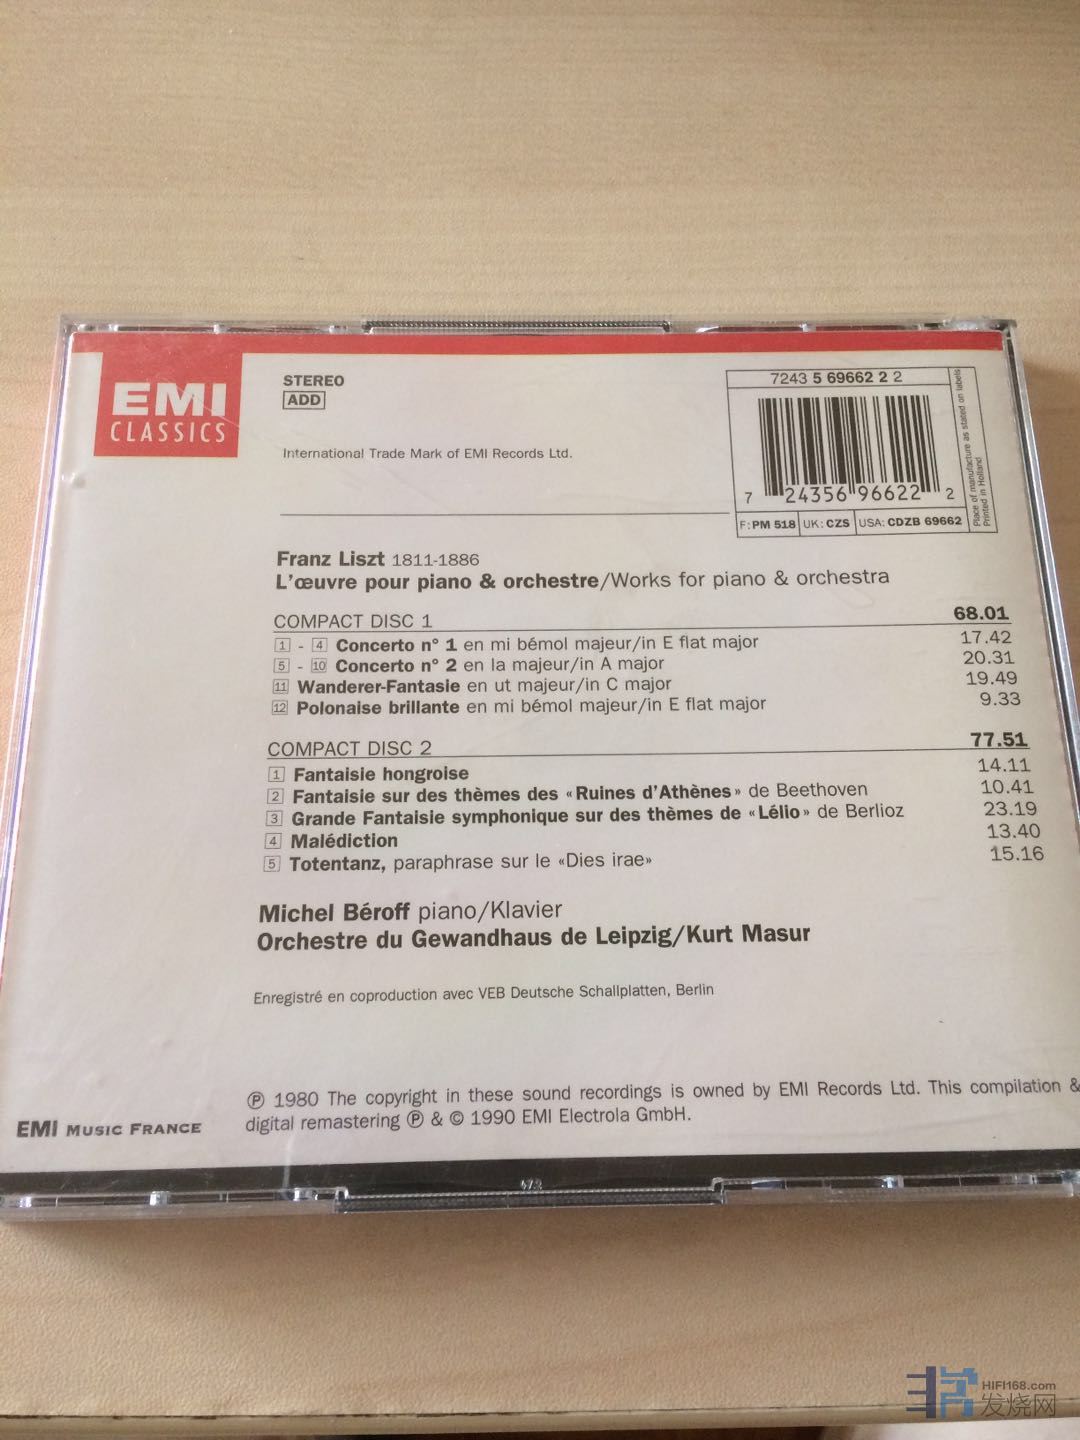 EMI
CLASSICS
STEREO
ADD
International Trade Mark of EMI Records Ltd.
7243 5 69662 2 2
7 24356 96622 2
F: PM 518 UK: CZS USA: CDZB 69662
Place of manufacture as stated on labels
Printed in Holland
Franz Liszt 1811-1886
L'œuvre pour piano & orchestre/Works for piano & orchestra
COMPACT DISC 1 68.01
1 - 4 Concerto n° 1 en mi bémol majeur/in E flat major 17.42
5 - 10 Concerto n° 2 en la majeur/in A major 20.31
11 Wanderer-Fantasie en ut majeur/in C major 19.49
12 Polonaise brillante en mi bémol majeur/in E flat major 9.33
COMPACT DISC 2 77.51
1 Fantaisie hongroise 14.11
2 Fantaisie sur des thèmes des «Ruines d'Athènes» de Beethoven 10.41
3 Grande Fantaisie symphonique sur des thèmes de «Lélio» de Berlioz 23.19
4 Malédiction 13.40
5 Totentanz, paraphrase sur le «Dies irae» 15.16
Michel Béroff piano/Klavier
Orchestre du Gewandhaus de Leipzig/Kurt Masur
Enregistré en coproduction avec VEB Deutsche Schallplatten, Berlin
℗ 1980 The copyright in these sound recordings is owned by EMI Records Ltd. This compilation &
digital remastering ℗ & © 1990 EMI Electrola GmbH.
EMI MUSIC FRANCE
HIFI168.com
发烧网